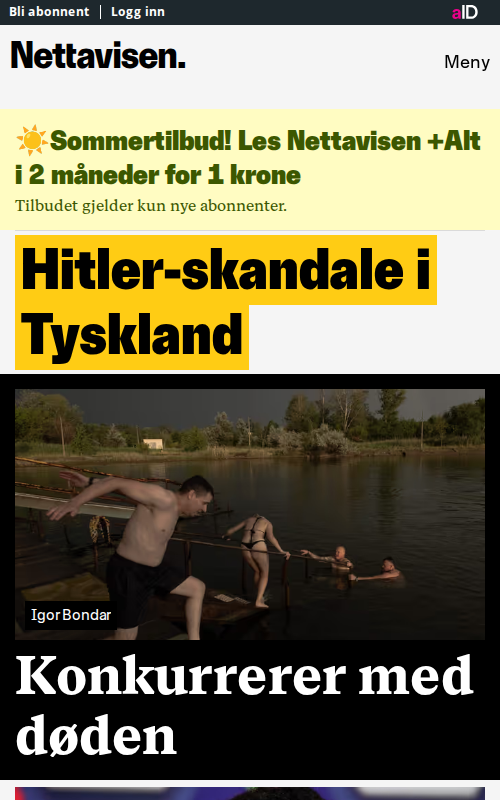 Bli abonnent | Logg inn
aID
Nettavisen.
Meny
☀️Sommertilbud! Les Nettavisen +Alt
i 2 måneder for 1 krone
Tilbudet gjelder kun nye abonnenter.
Hitler-skandale i
Tyskland
Igor Bondar
Konkurrerer med
døden